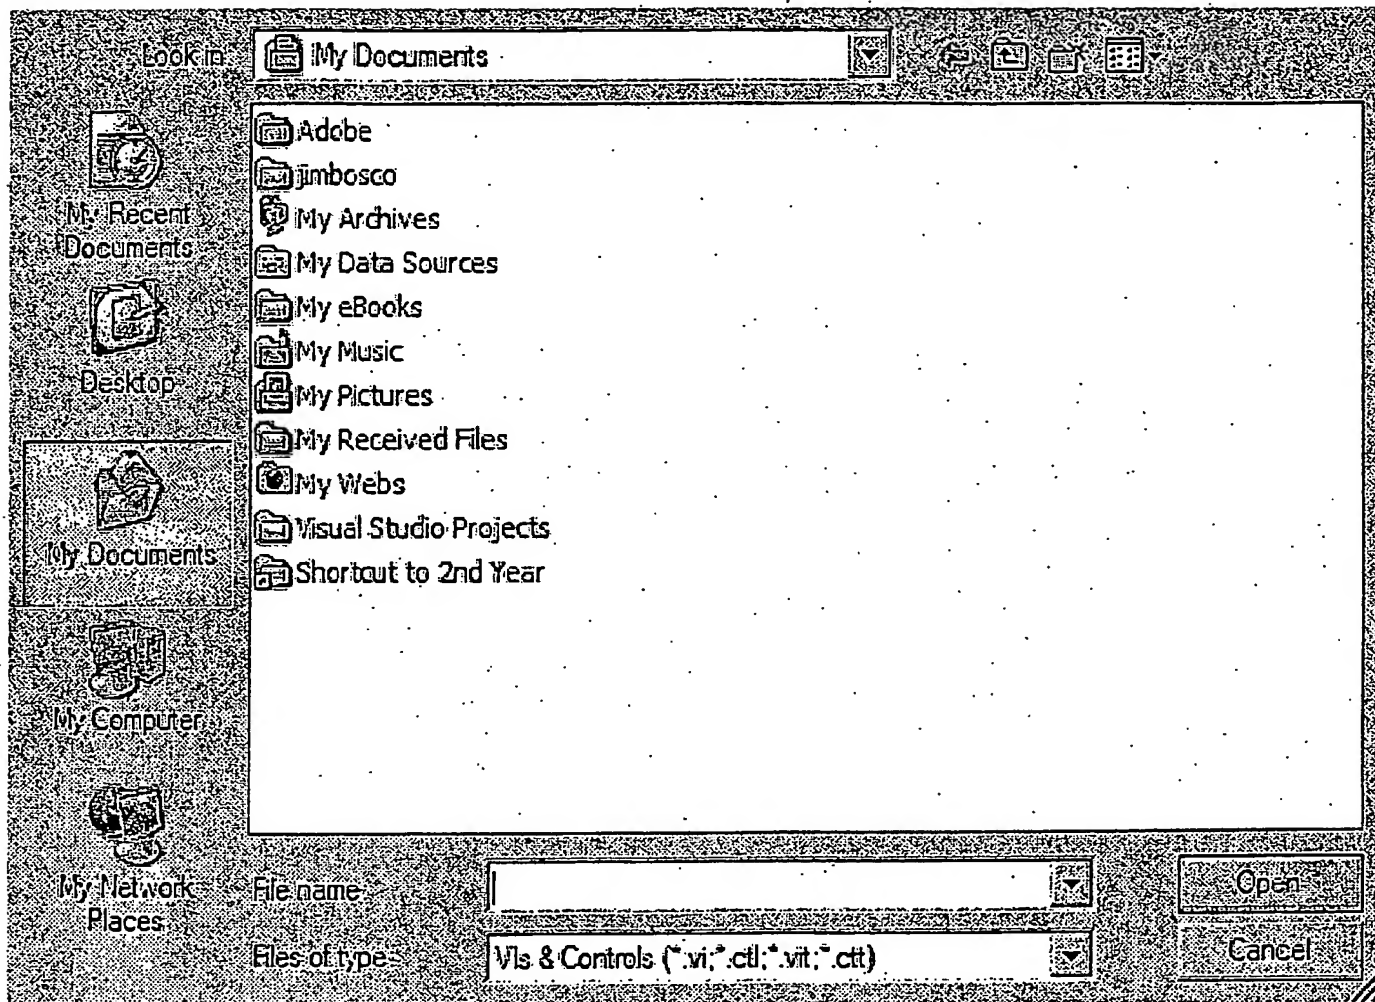 Look in
My Documents
My Recent
Documents
Desktop
My Documents
My Computer
My Network
Places
Adobe
jimbosco
My Archives
My Data Sources
My eBooks
My Music
My Pictures
My Received Files
My Webs
Visual Studio Projects
Shortcut to 2nd Year
File name
Open
Files of type
VIs & Controls (*.vi;*.ctl;*.vit;*.ctt)
Cancel